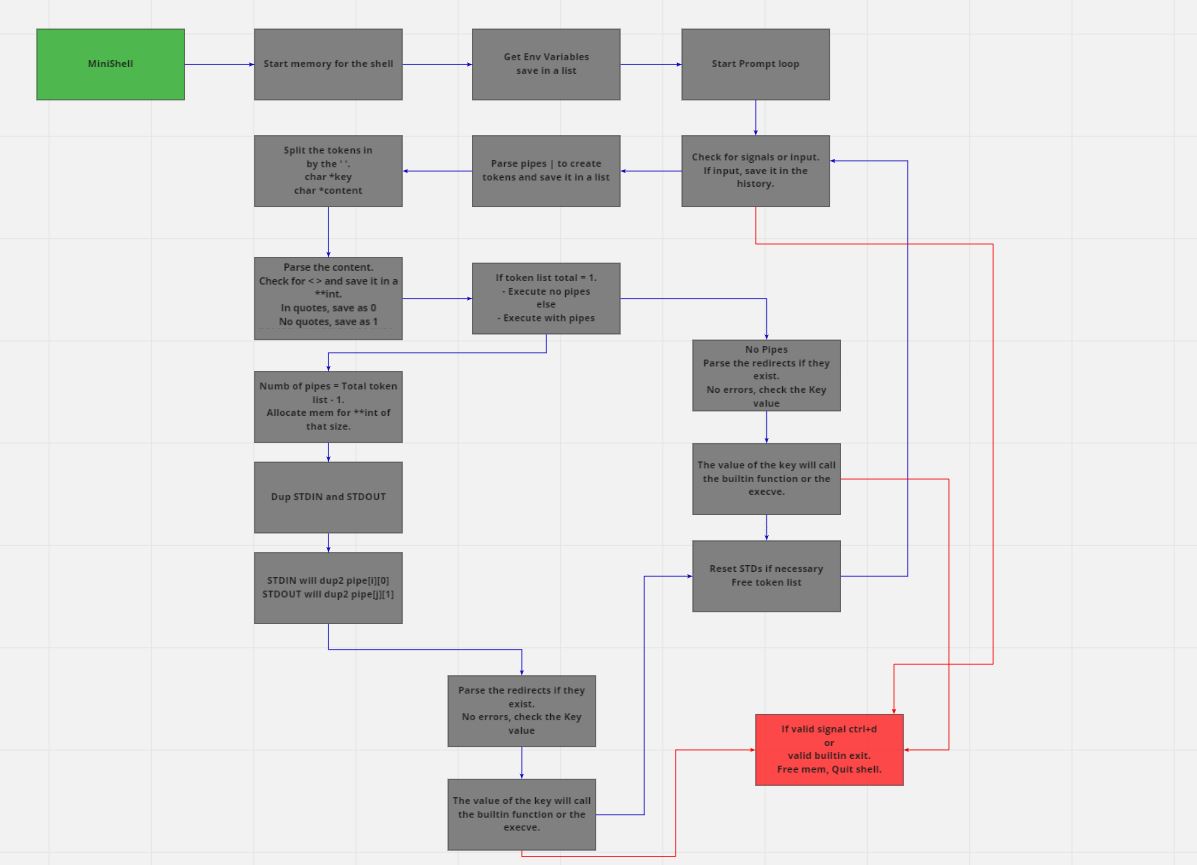 MiniShell
Start memory for the shell
Get Env Variables
save in a list
Start Prompt loop
Check for signals or input.
If input, save it in the
history.
Parse pipes | to create
tokens and save it in a list
Split the tokens in
by the ' '.
char *key
char *content
Parse the content.
Check for < > and save it in a
**int.
In quotes, save as 0
No quotes, save as 1
If token list total = 1.
- Execute no pipes
else
- Execute with pipes
No Pipes
Parse the redirects if they
exist.
No errors, check the Key
value
Numb of pipes = Total token
list - 1.
Allocate mem for **int of
that size.
The value of the key will call
the builtin function or the
execve.
Dup STDIN and STDOUT
Reset STDs if necessary
Free token list
STDIN will dup2 pipe[i][0]
STDOUT will dup2 pipe[j][1]
Parse the redirects if they
exist.
No errors, check the Key
value
If valid signal ctrl+d
or
valid builtin exit.
Free mem, Quit shell.
The value of the key will call
the builtin function or the
execve.